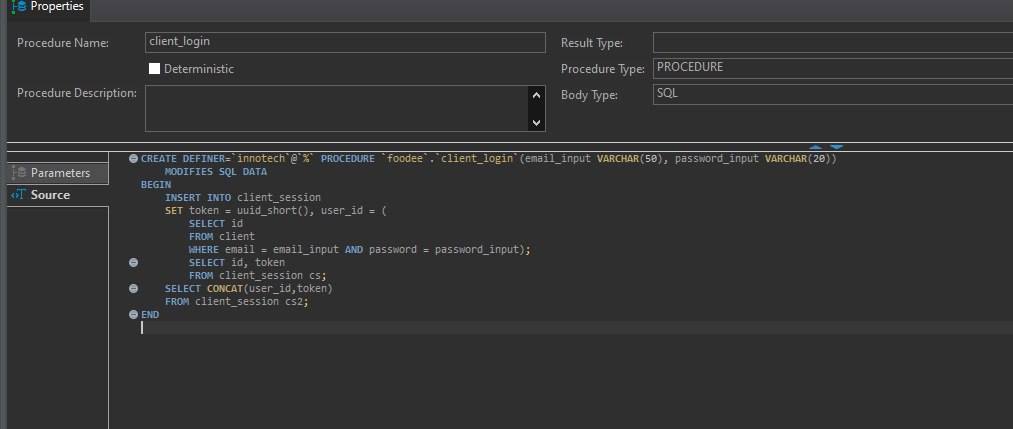 Properties
Procedure Name: client_login Result Type:
Deterministic Procedure Type: PROCEDURE
Procedure Description: Body Type: SQL
Parameters
Source
CREATE DEFINER=`innotech`@`%` PROCEDURE `foodee`.`client_login`(email_input VARCHAR(50), password_input VARCHAR(20))
MODIFIES SQL DATA
BEGIN
INSERT INTO client_session
SET token = uuid_short(), user_id = (
SELECT id
FROM client
WHERE email = email_input AND password = password_input);
SELECT id, token
FROM client_session cs;
SELECT CONCAT(user_id,token)
FROM client_session cs2;
END